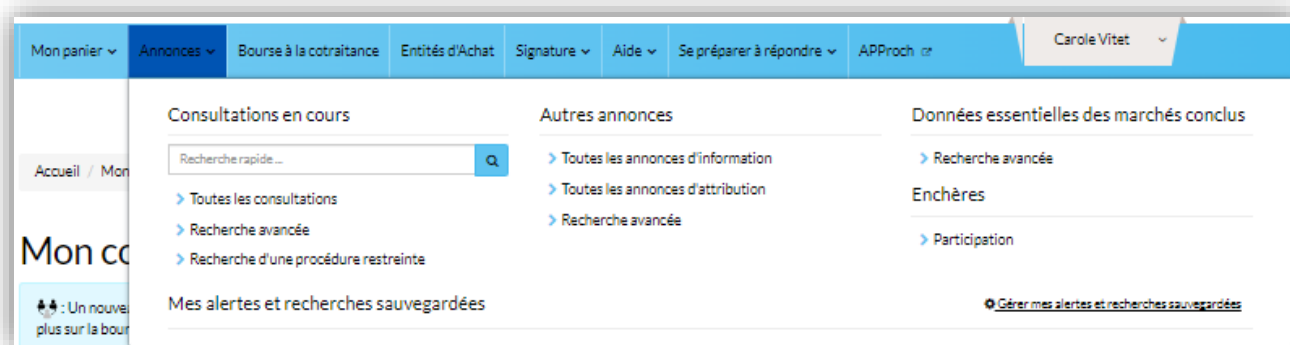 Mon panier Annonces Bourse à la cotraitance Entités d'Achat Signature Aide Se préparer à répondre APProch Carole Vitet
Consultations en cours
Recherche rapide ...
Toutes les consultations
Recherche avancée
Recherche d'une procédure restreinte
Autres annonces
Toutes les annonces d'information
Toutes les annonces d'attribution
Recherche avancée
Données essentielles des marchés conclus
Recherche avancée
Enchères
Participation
Accueil / Mon
Mon co
: Un nouve
plus sur la bour
Mes alertes et recherches sauvegardées
Gérer mes alertes et recherches sauvegardées